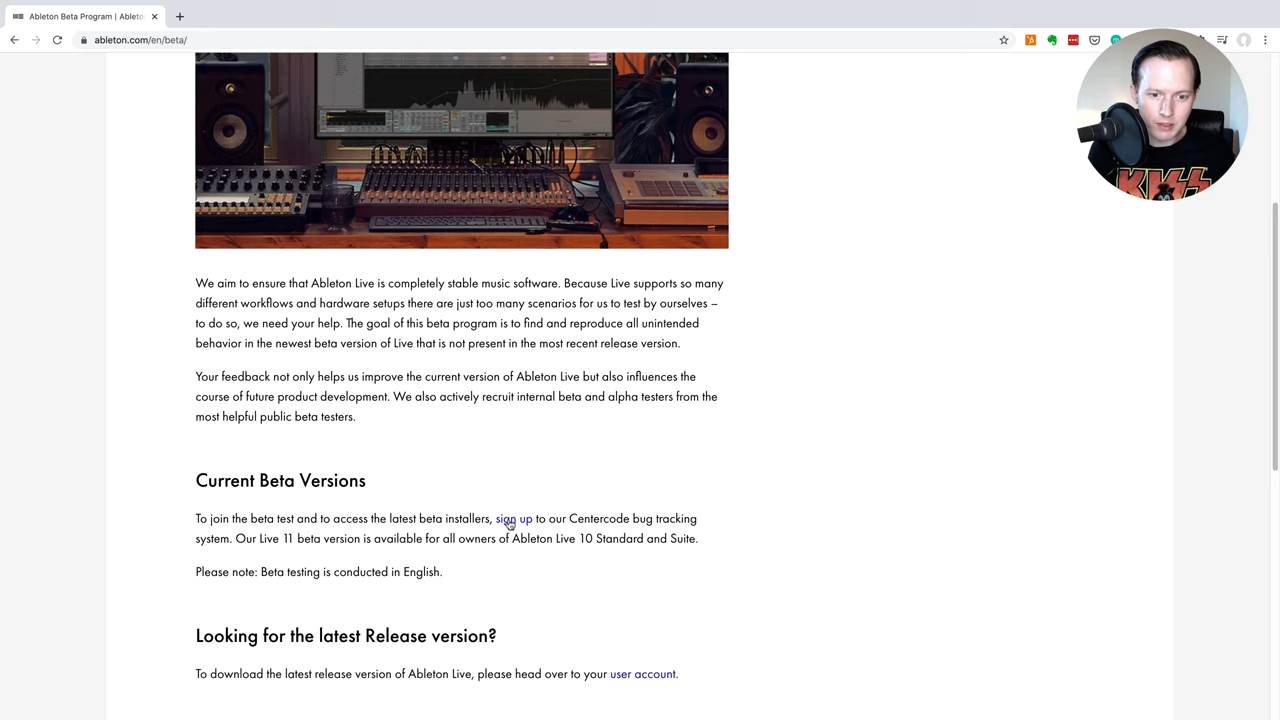 Ableton Beta Program | Ableto
ableton.com/en/beta/
We aim to ensure that Ableton Live is completely stable music software. Because Live supports so many
different workflows and hardware setups there are just too many scenarios for us to test by ourselves –
to do so, we need your help. The goal of this beta program is to find and reproduce all unintended
behavior in the newest beta version of Live that is not present in the most recent release version.
Your feedback not only helps us improve the current version of Ableton Live but also influences the
course of future product development. We also actively recruit internal beta and alpha testers from the
most helpful public beta testers.
Current Beta Versions
To join the beta test and to access the latest beta installers, sign up to our Centercode bug tracking
system. Our Live 11 beta version is available for all owners of Ableton Live 10 Standard and Suite.
Please note: Beta testing is conducted in English.
Looking for the latest Release version?
To download the latest release version of Ableton Live, please head over to your user account.
KISS